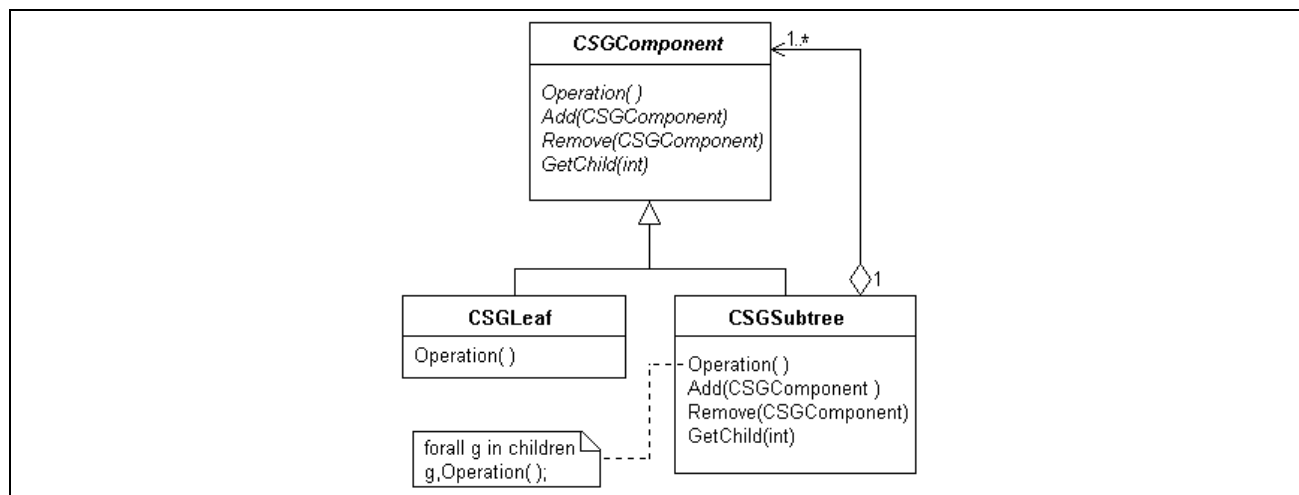 CSGComponent
1..*
Operation( )
Add(CSGComponent)
Remove(CSGComponent)
GetChild(int)
1
CSGLeaf
Operation( )
CSGSubtree
Operation( )
Add(CSGComponent )
Remove(CSGComponent)
GetChild(int)
forall g in children
g,Operation( );